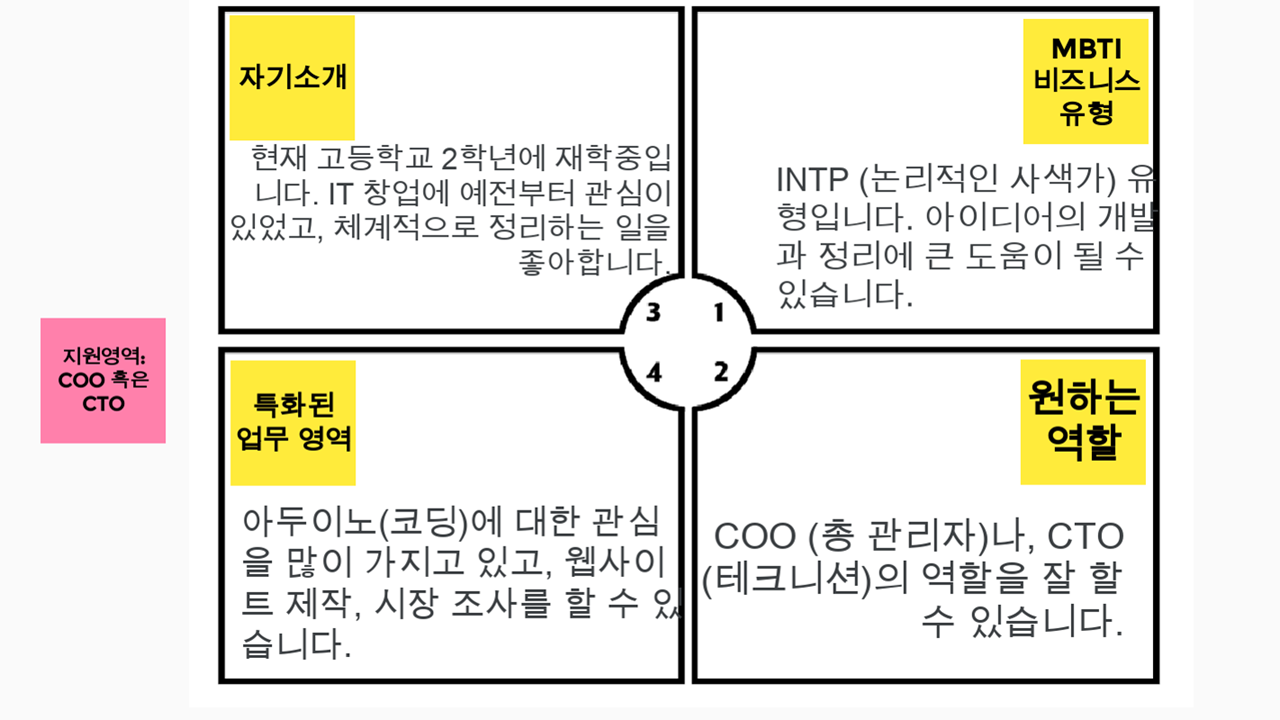 자기소개
현재 고등학교 2학년에 재학중입
니다. IT 창업에 예전부터 관심이
있었고, 체계적으로 정리하는 일을
좋아합니다.
MBTI
비즈니스
유형
INTP (논리적인 사색가) 유
형입니다. 아이디어의 개발
과 정리에 큰 도움이 될 수
있습니다.
3 1
4 2
지원영역:
COO 혹은
CTO
특화된
업무 영역
아두이노(코딩)에 대한 관심
을 많이 가지고 있고, 웹사이
트 제작, 시장 조사를 할 수 있
습니다.
원하는
역할
COO (총 관리자)나, CTO
(테크니션)의 역할을 잘 할
수 있습니다.